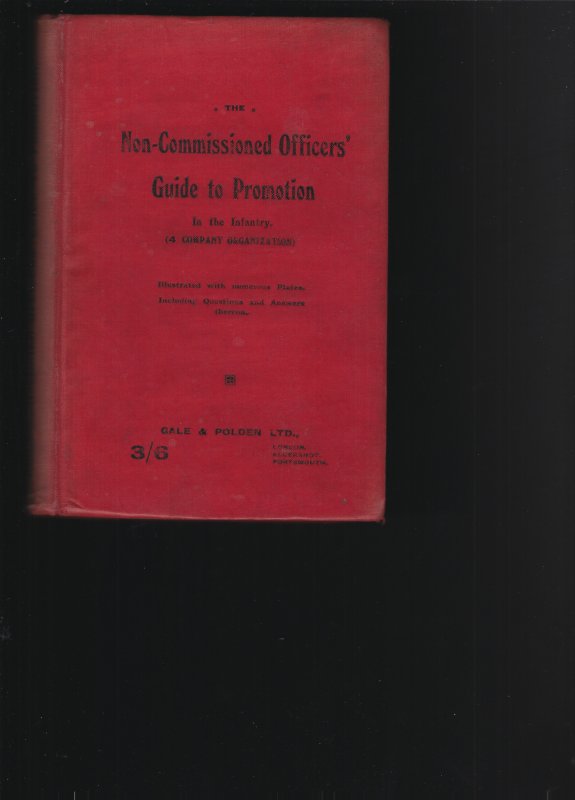 THE
Non-Commissioned Officers'
Guide to Promotion
In the Infantry.
(4 COMPANY ORGANIZATION)
Illustrated with numerous Plates.
Including Questions and Answers
thereon.
GALE & POLDEN LTD.,
3/6
LONDON,
ALDERSHOT,
PORTSMOUTH.